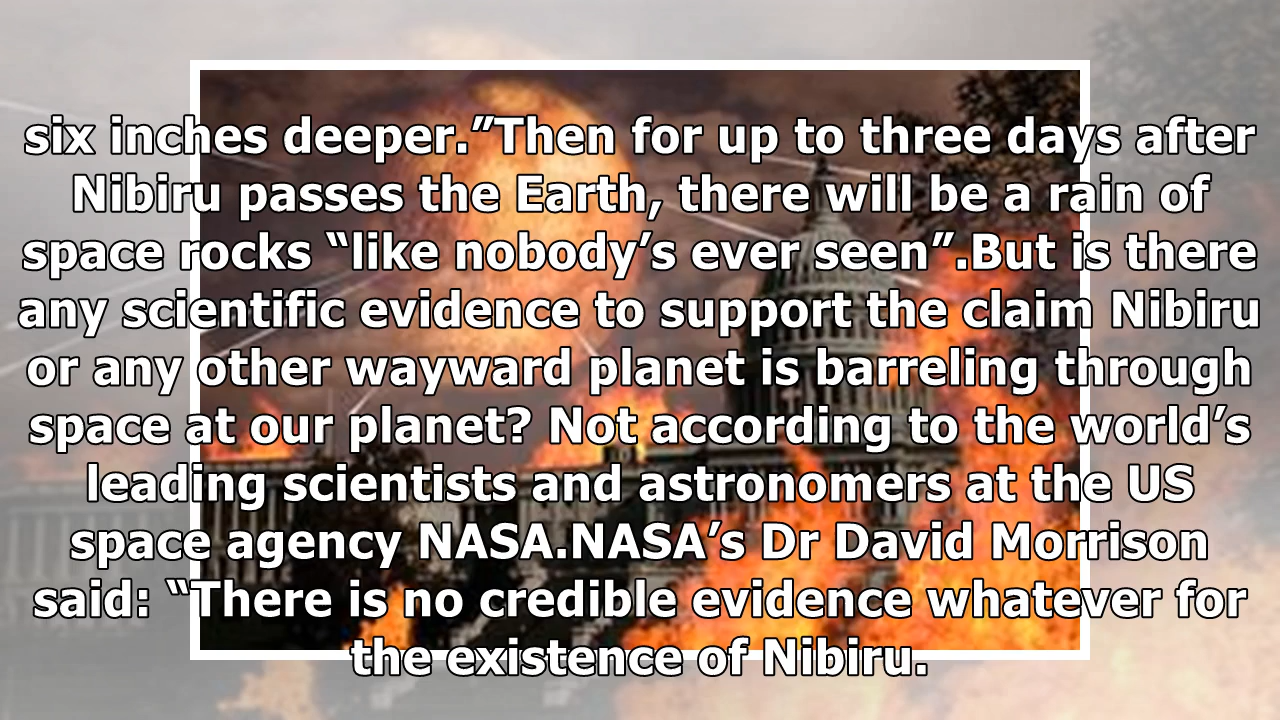 six inches deeper.”Then for up to three days after
Nibiru passes the Earth, there will be a rain of
space rocks “like nobody’s ever seen”.But is there
any scientific evidence to support the claim Nibiru
or any other wayward planet is barreling through
space at our planet? Not according to the world’s
leading scientists and astronomers at the US
space agency NASA.NASA’s Dr David Morrison
said: “There is no credible evidence whatever for
the existence of Nibiru.